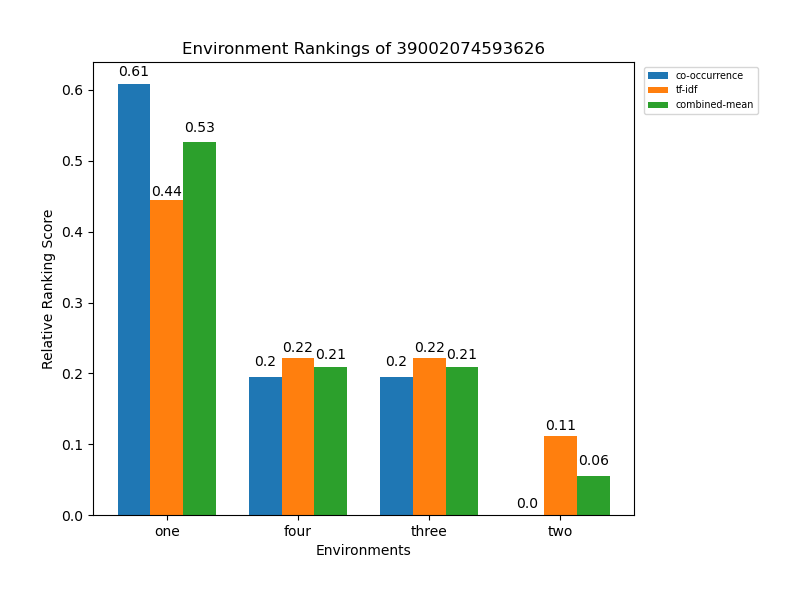 Environment Rankings of 39002074593626
co-occurrence
tf-idf
combined-mean
Relative Ranking Score
0.6
0.5
0.4
0.3
0.2
0.1
0.0
0.61
0.44
0.53
0.2
0.22
0.21
0.2
0.22
0.21
0.0
0.11
0.06
one
four
three
two
Environments